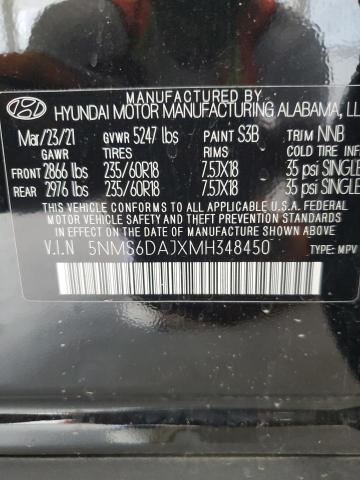 MANUFACTURED BY
HYUNDAI MOTOR MANUFACTURING ALABAMA, LL
Mar/23/21 GVWR 5247 lbs PAINT S3B TRIM NNB
GAWR TIRES RIMS COLD TIRE INF
FRONT 2866 lbs 235/60R18 7.5JX18 35 psi SINGLE
REAR 2976 lbs 235/60R18 7.5JX18 35 psi SINGLE
THIS VEHICLE CONFORMS TO ALL APPLICABLE U.S. FEDERAL
MOTOR VEHICLE SAFETY AND THEFT PREVENTION STANDARDS
IN EFFECT ON THE DATE OF MANUFACTURE SHOWN ABOVE.
V.I.N 5NMS6DAJXMH348450 TYPE: MPV